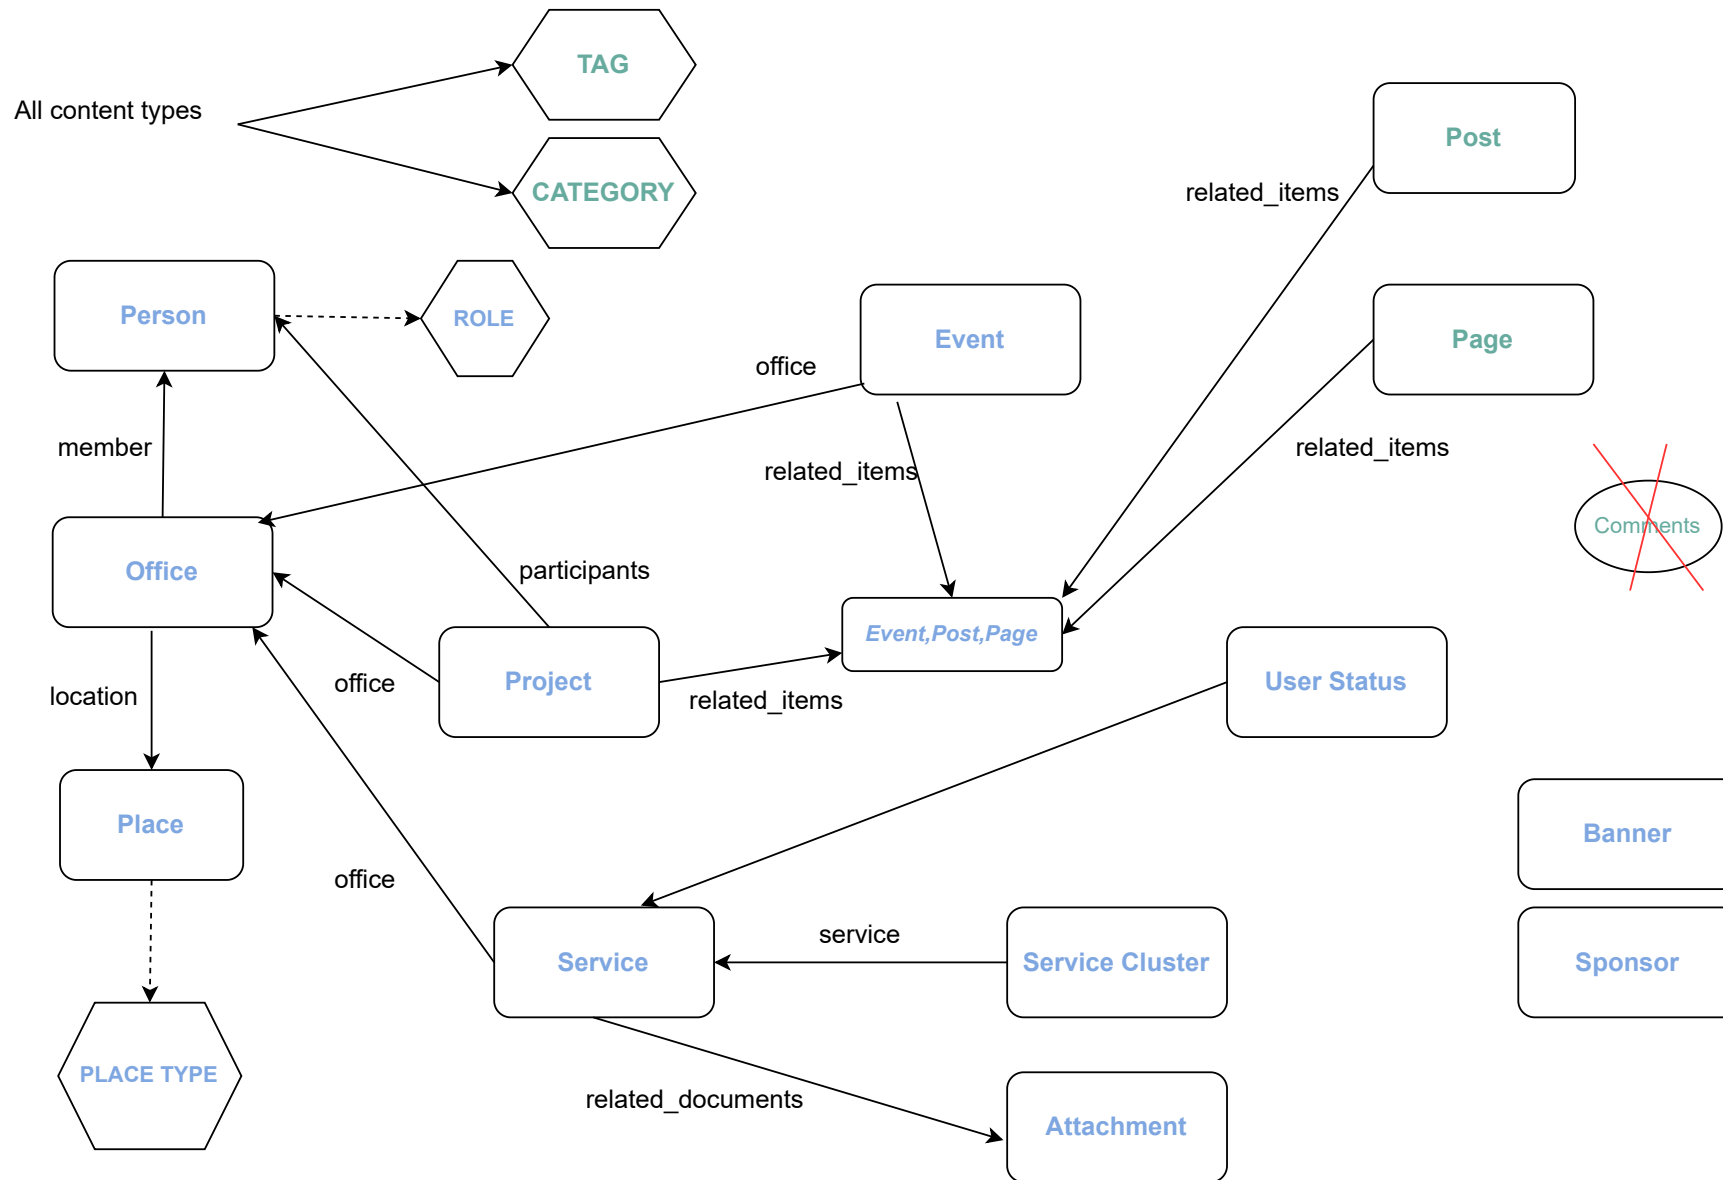 TAG
All content types
Post
CATEGORY
related_items
Person
ROLE
Event
Page
office
member
related_items
related_items
Comments
Office
participants
Event,Post,Page
office
Project
related_items
User Status
location
Place
Banner
office
service
Service
Service Cluster
Sponsor
PLACE TYPE
related_documents
Attachment